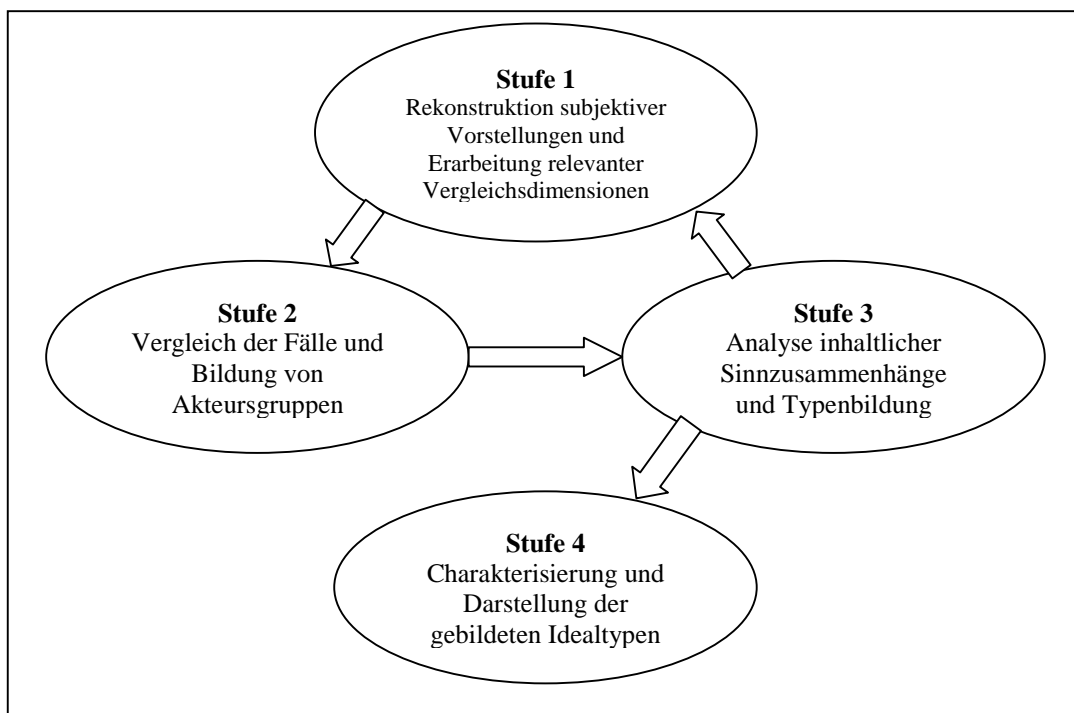 Stufe 1
Rekonstruktion subjektiver
Vorstellungen und
Erarbeitung relevanter
Vergleichsdimensionen
Stufe 2
Vergleich der Fälle und
Bildung von
Akteursgruppen
Stufe 3
Analyse inhaltlicher
Sinnzusammenhänge
und Typenbildung
Stufe 4
Charakterisierung und
Darstellung der
gebildeten Idealtypen